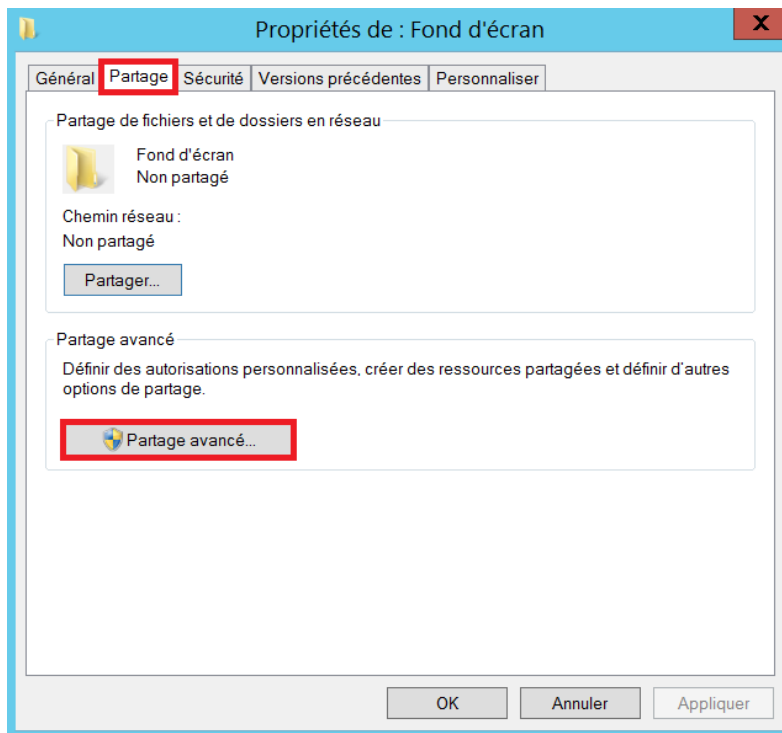 Propriétés de : Fond d'écran
X
Général Partage Sécurité Versions précédentes Personnaliser
Partage de fichiers et de dossiers en réseau
Fond d'écran
Non partagé
Chemin réseau :
Non partagé
Partager...
Partage avancé
Définir des autorisations personnalisées, créer des ressources partagées et définir d'autres
options de partage.
Partage avancé...
OK Annuler Appliquer